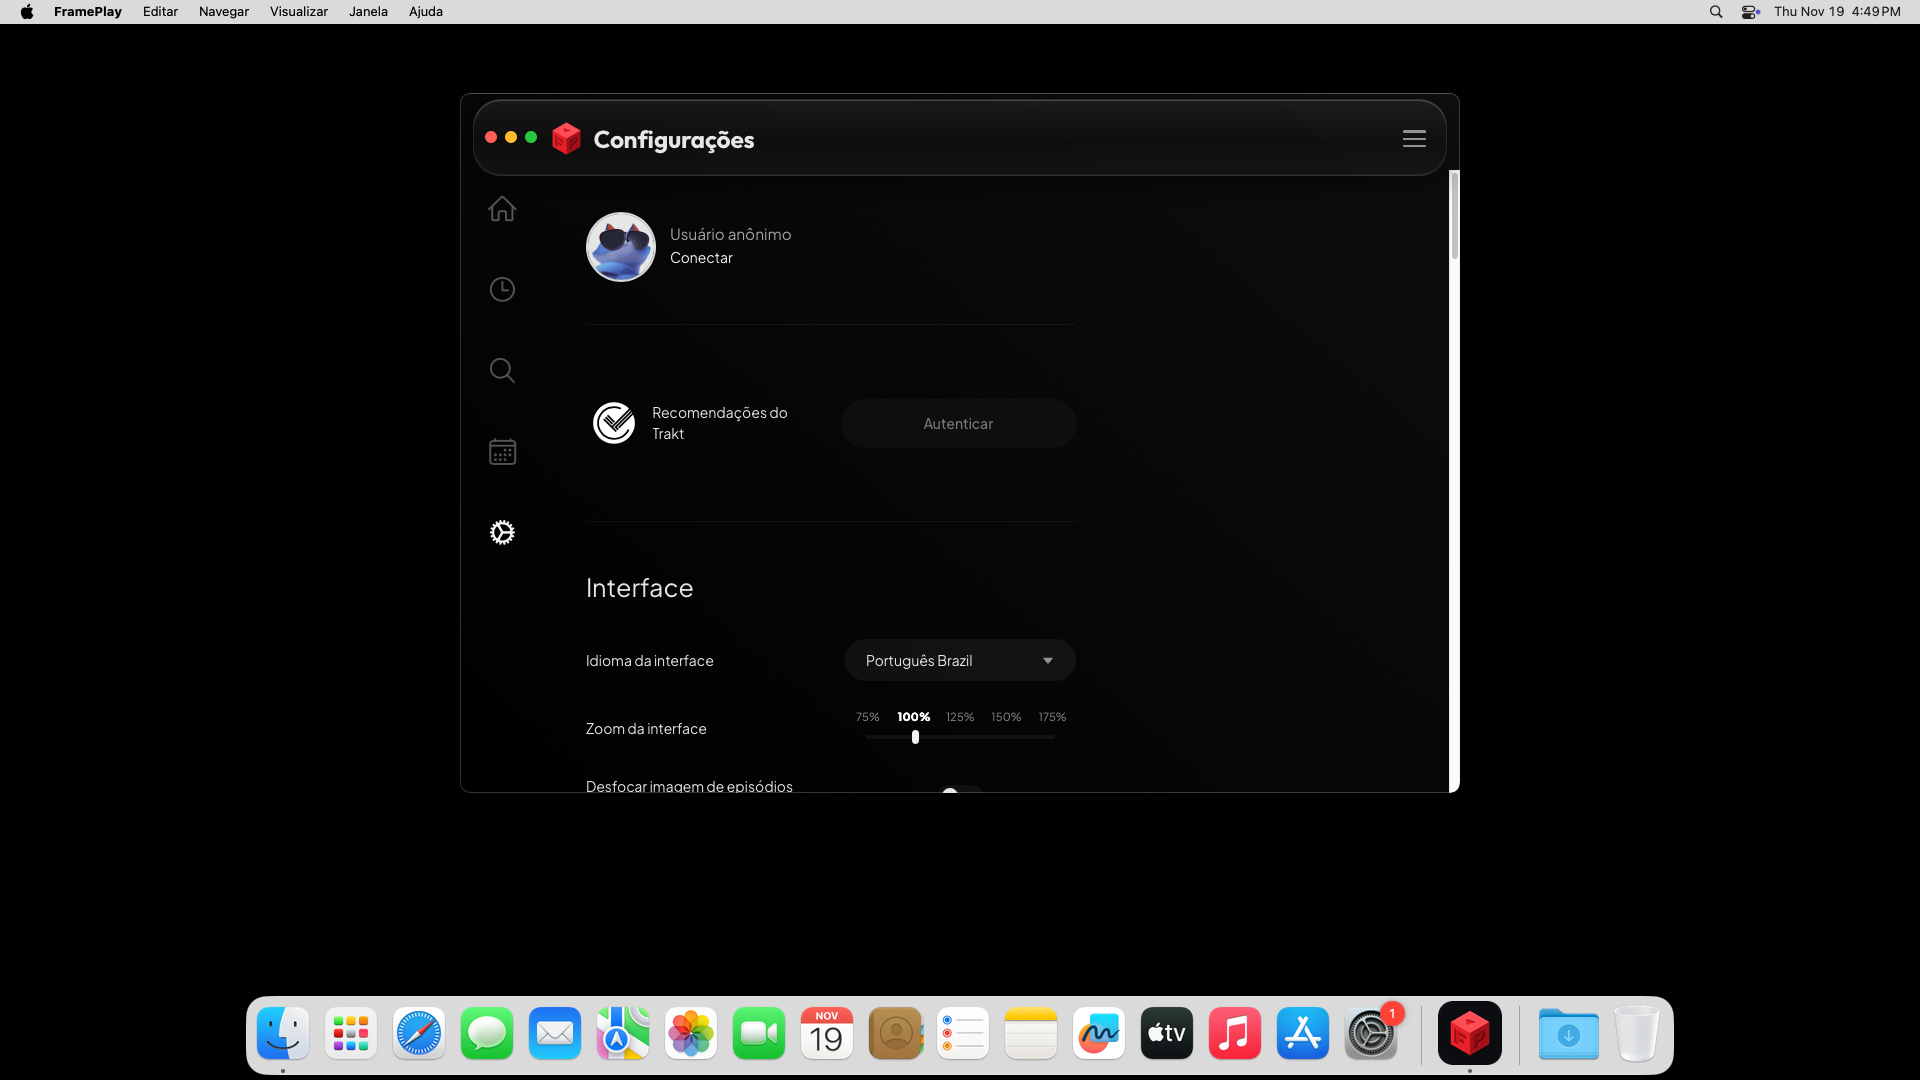 FramePlay Editar Navegar Visualizar Janela Ajuda Thu Nov 19 4:49 PM
Configurações
Usuário anônimo
Conectar
Recomendações do
Trakt
Autenticar
Interface
Idioma da interface
Português Brazil
75% 100% 125% 150% 175%
Zoom da interface
Desfocar imagem de episódios
NOV
19
tv
1